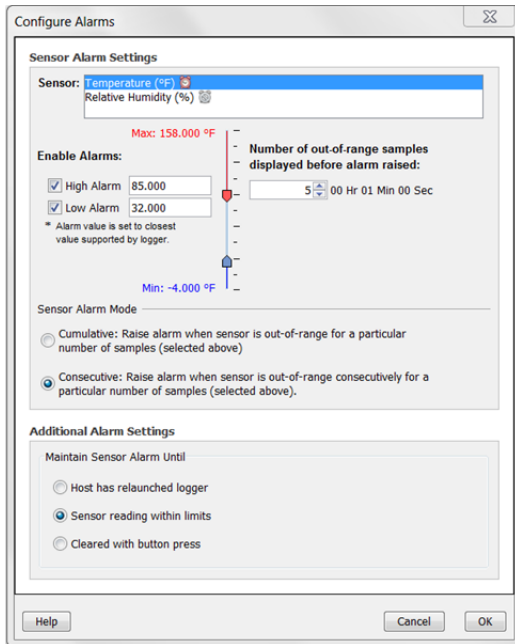 Configure Alarms
Sensor Alarm Settings
Sensor: Temperature (°F)
Relative Humidity (%)
Max: 158.000 °F
Number of out-of-range samples
displayed before alarm raised:
Enable Alarms:
High Alarm 85.000
5 00 Hr 01 Min 00 Sec
Low Alarm 32.000
* Alarm value is set to closest
value supported by logger.
Min: -4.000 °F
Sensor Alarm Mode
Cumulative: Raise alarm when sensor is out-of-range for a particular
number of samples (selected above)
Consecutive: Raise alarm when sensor is out-of-range consecutively for a
particular number of samples (selected above).
Additional Alarm Settings
Maintain Sensor Alarm Until
Host has relaunched logger
Sensor reading within limits
Cleared with button press
Help Cancel OK